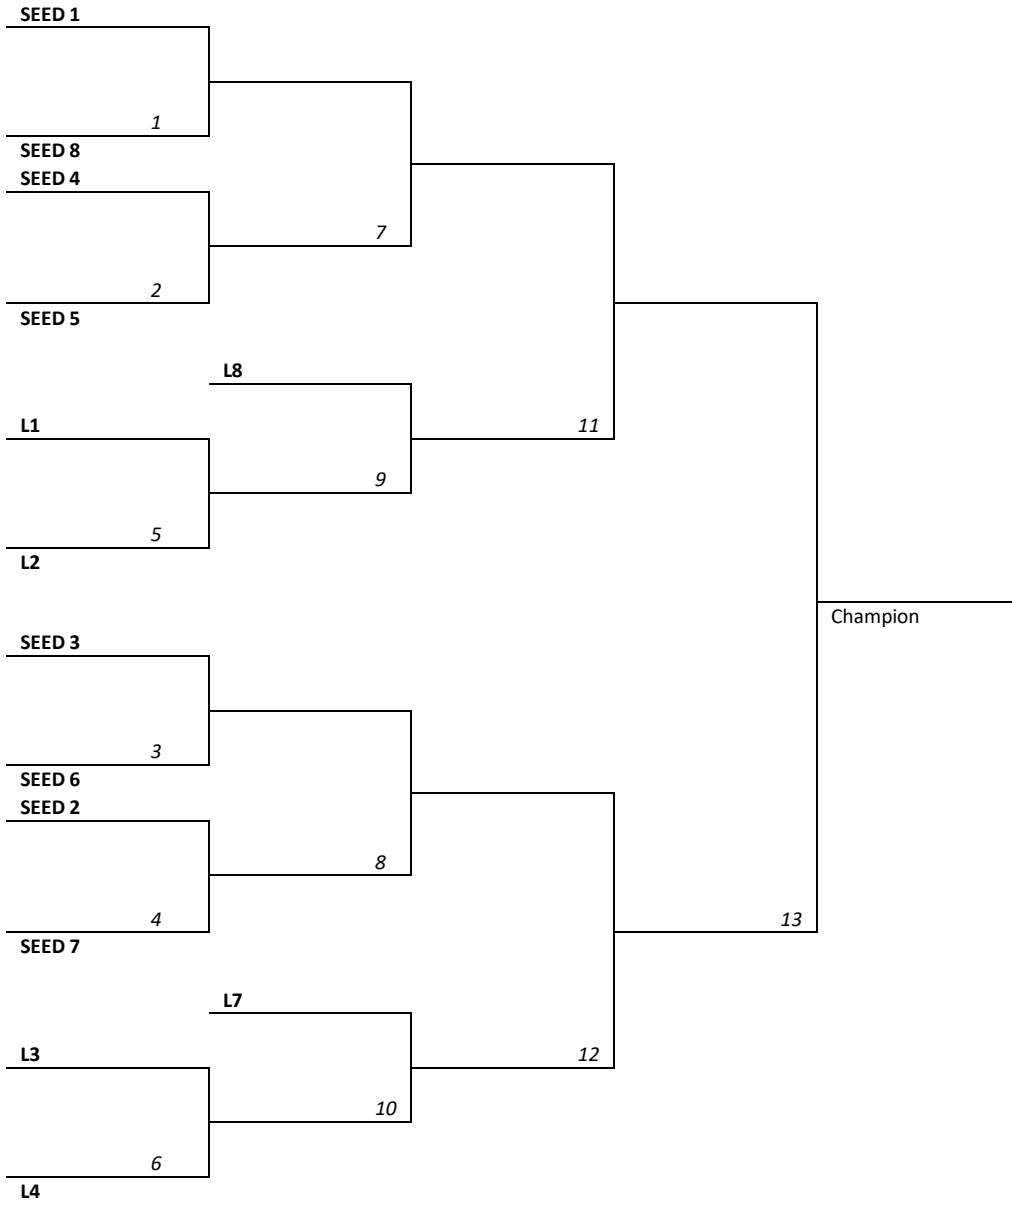 SEED 1
1
SEED 8
SEED 4
7
2
SEED 5
L8
L1
11
9
5
L2
Champion
SEED 3
3
SEED 6
SEED 2
8
4
13
SEED 7
L7
L3
12
10
6
L4